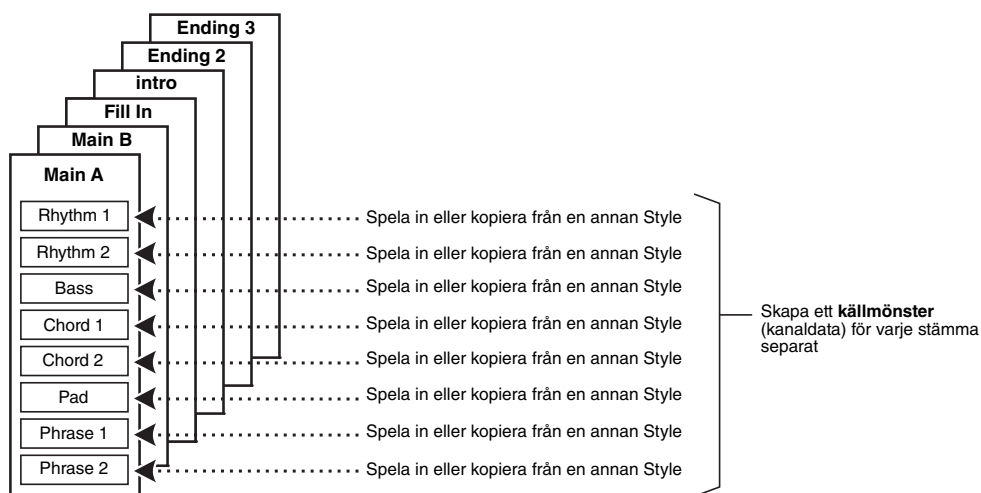 Ending 3
Ending 2
intro
Fill In
Main B
Main A
Rhythm 1
Spela in eller kopiera från en annan Style
Rhythm 2
Spela in eller kopiera från en annan Style
Bass
Spela in eller kopiera från en annan Style
Chord 1
Spela in eller kopiera från en annan Style
Chord 2
Spela in eller kopiera från en annan Style
Pad
Spela in eller kopiera från en annan Style
Phrase 1
Spela in eller kopiera från en annan Style
Phrase 2
Spela in eller kopiera från en annan Style
Skapa ett källmönster
(kanaldata) för varje stämma
separat